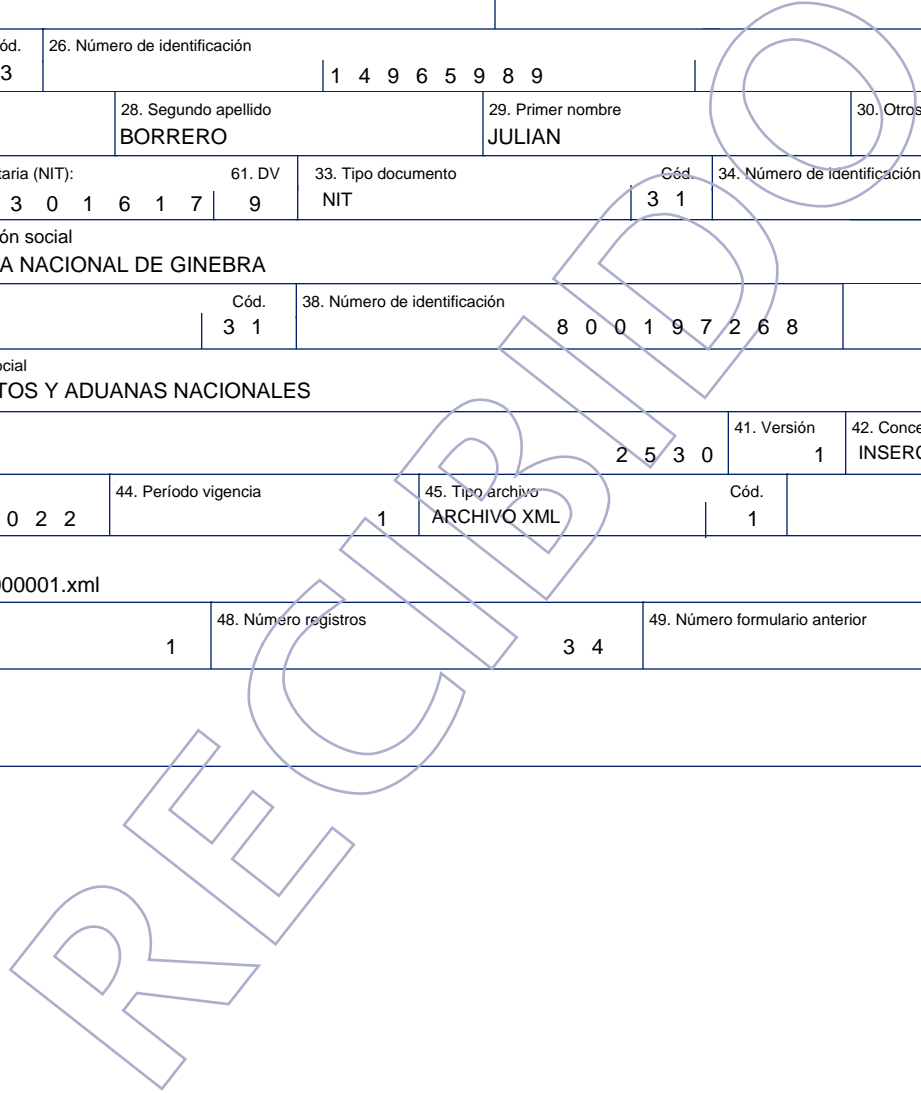 ód. 26. Número de identificación
3 1 4 9 6 5 9 8 9
28. Segundo apellido 29. Primer nombre 30. Otros
BORRERO JULIAN
taria (NIT): 61. DV 33. Tipo documento Cód. 34. Número de identificación
3 0 1 6 1 7 9 NIT 3 1
ón social
A NACIONAL DE GINEBRA
Cód. 38. Número de identificación
3 1 8 0 0 1 9 7 2 6 8
ocial
TOS Y ADUANAS NACIONALES
41. Versión 42. Conce
2 5 3 0 1 INSERC
44. Período vigencia 45. Tipo archivo Cód.
0 2 2 1 ARCHIVO XML 1
000001.xml
48. Número registros 49. Número formulario anterior
1 3 4
RECIBIDO